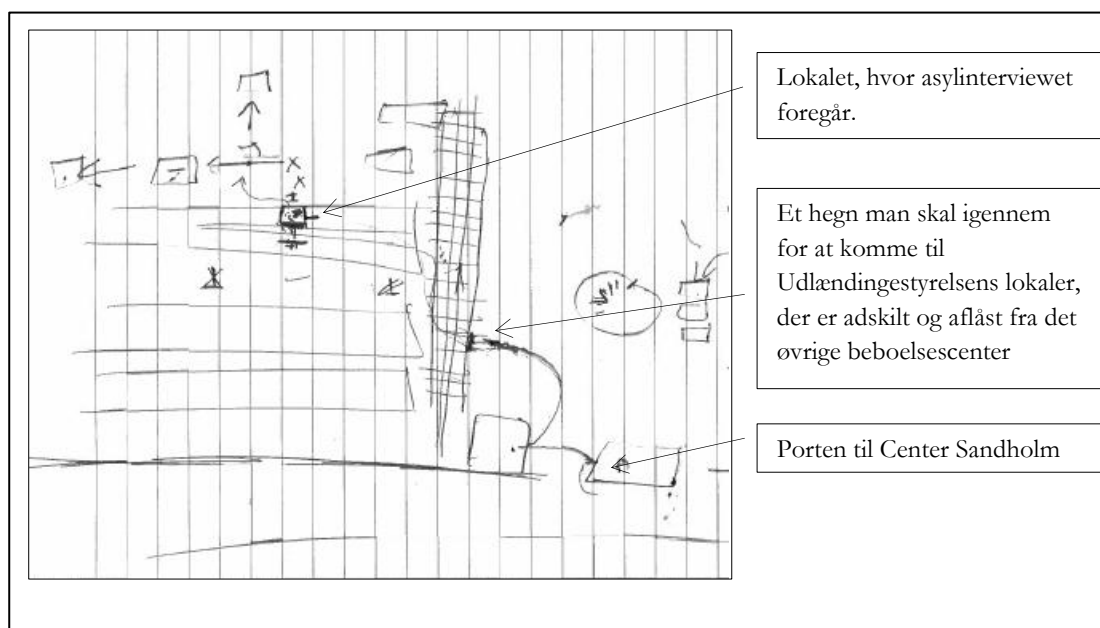 Lokalet, hvor asylinterviewet
foregår.
Et hegn man skal igennem
for at komme til
Udlændingestyrelsens lokaler,
der er adskilt og aflåst fra det
øvrige beboelsescenter
Porten til Center Sandholm